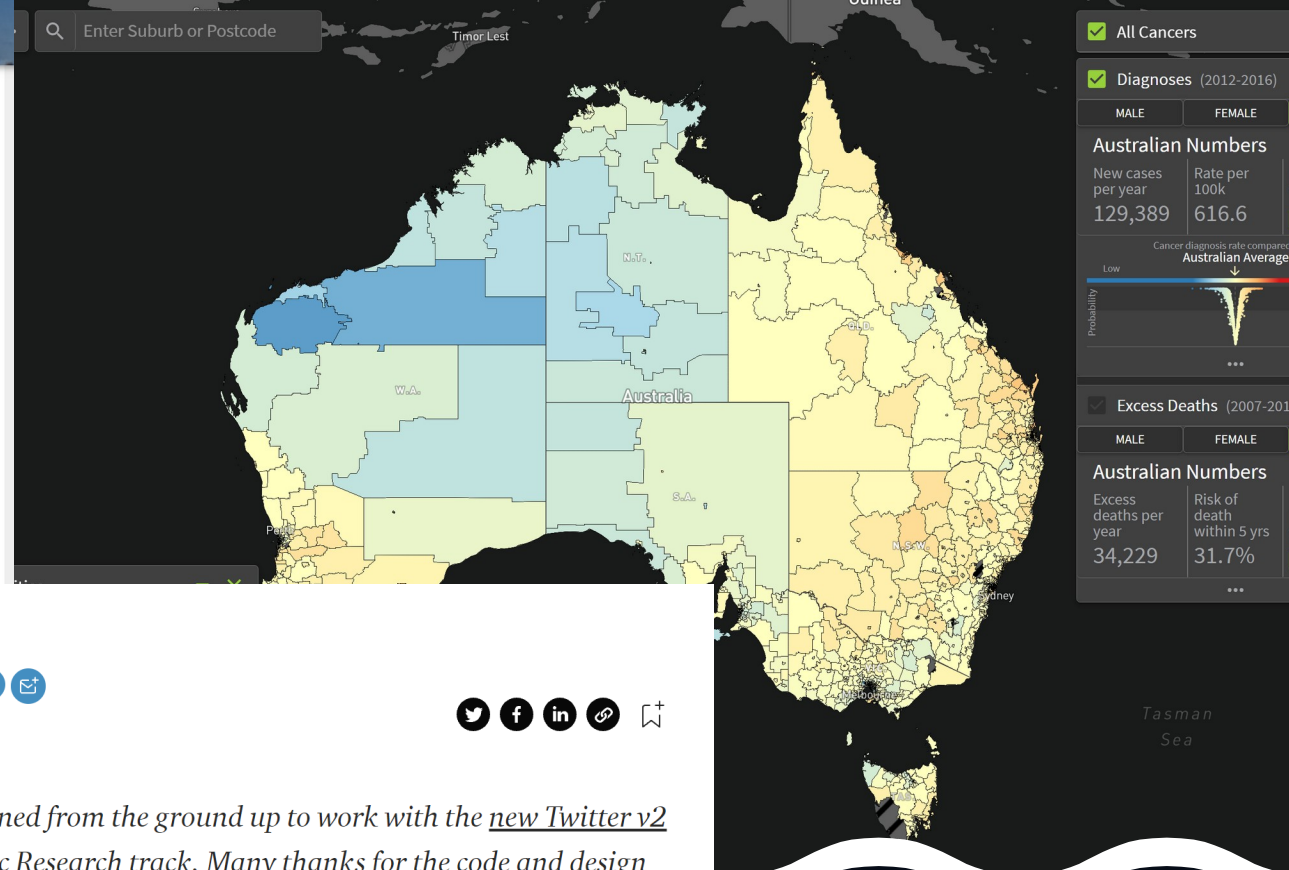 Guinea
Enter Suburb or Postcode
Timor Lest
All Cancers
Diagnoses (2012-2016)
MALE
FEMALE
Australian Numbers
New cases
per year
129,389
Rate per
100k
616.6
Cancer diagnosis rate compared
Australian Average
Low
Probability
N.T.
QLD.
W.A.
Australia
S.A.
N.S.W.
Excess Deaths (2007-201
MALE
FEMALE
Australian Numbers
Excess
deaths per
year
34,229
Risk of
death
within 5 yrs
31.7%
Sydney
Melbourne
TAS.
Tasman
Sea
ned from the ground up to work with the new Twitter v2
c Research track. Many thanks for the code and design